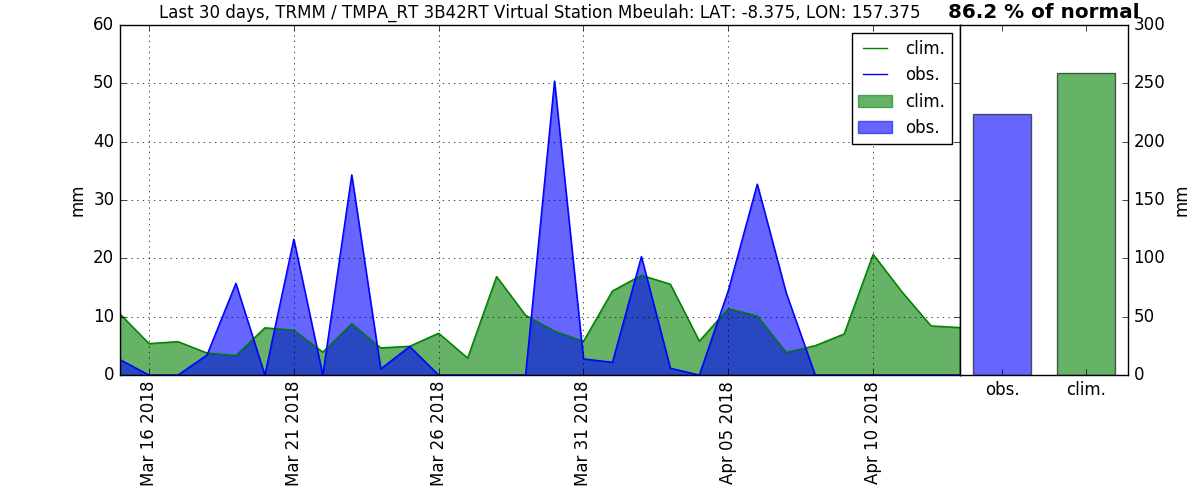 Last 30 days, TRMM / TMPA_RT 3B42RT Virtual Station Mbeulah: LAT: -8.375, LON: 157.375
86.2 % of normal
60
50
40
30
20
10
0
mm
clim.
obs.
clim.
obs.
Mar 16 2018
Mar 21 2018
Mar 26 2018
Mar 31 2018
Apr 05 2018
Apr 10 2018
300
250
200
150
100
50
0
mm
obs.
clim.